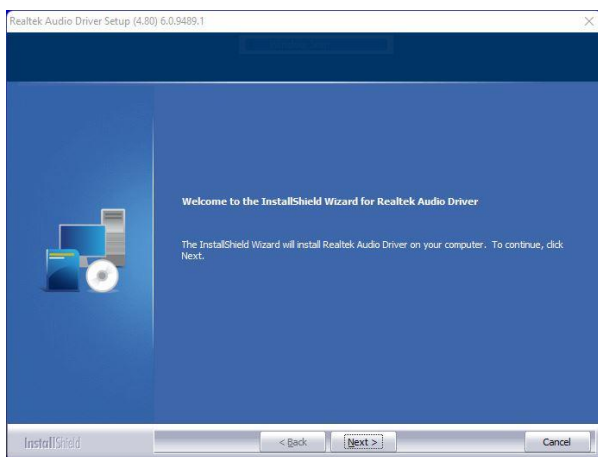 Realtek Audio Driver Setup (4.80) 6.0.9489.1
Welcome to the InstallShield Wizard for Realtek Audio Driver
The InstallShield Wizard will install Realtek Audio Driver on your computer. To continue, click
Next.
InstallShield
< Back
Next >
Cancel